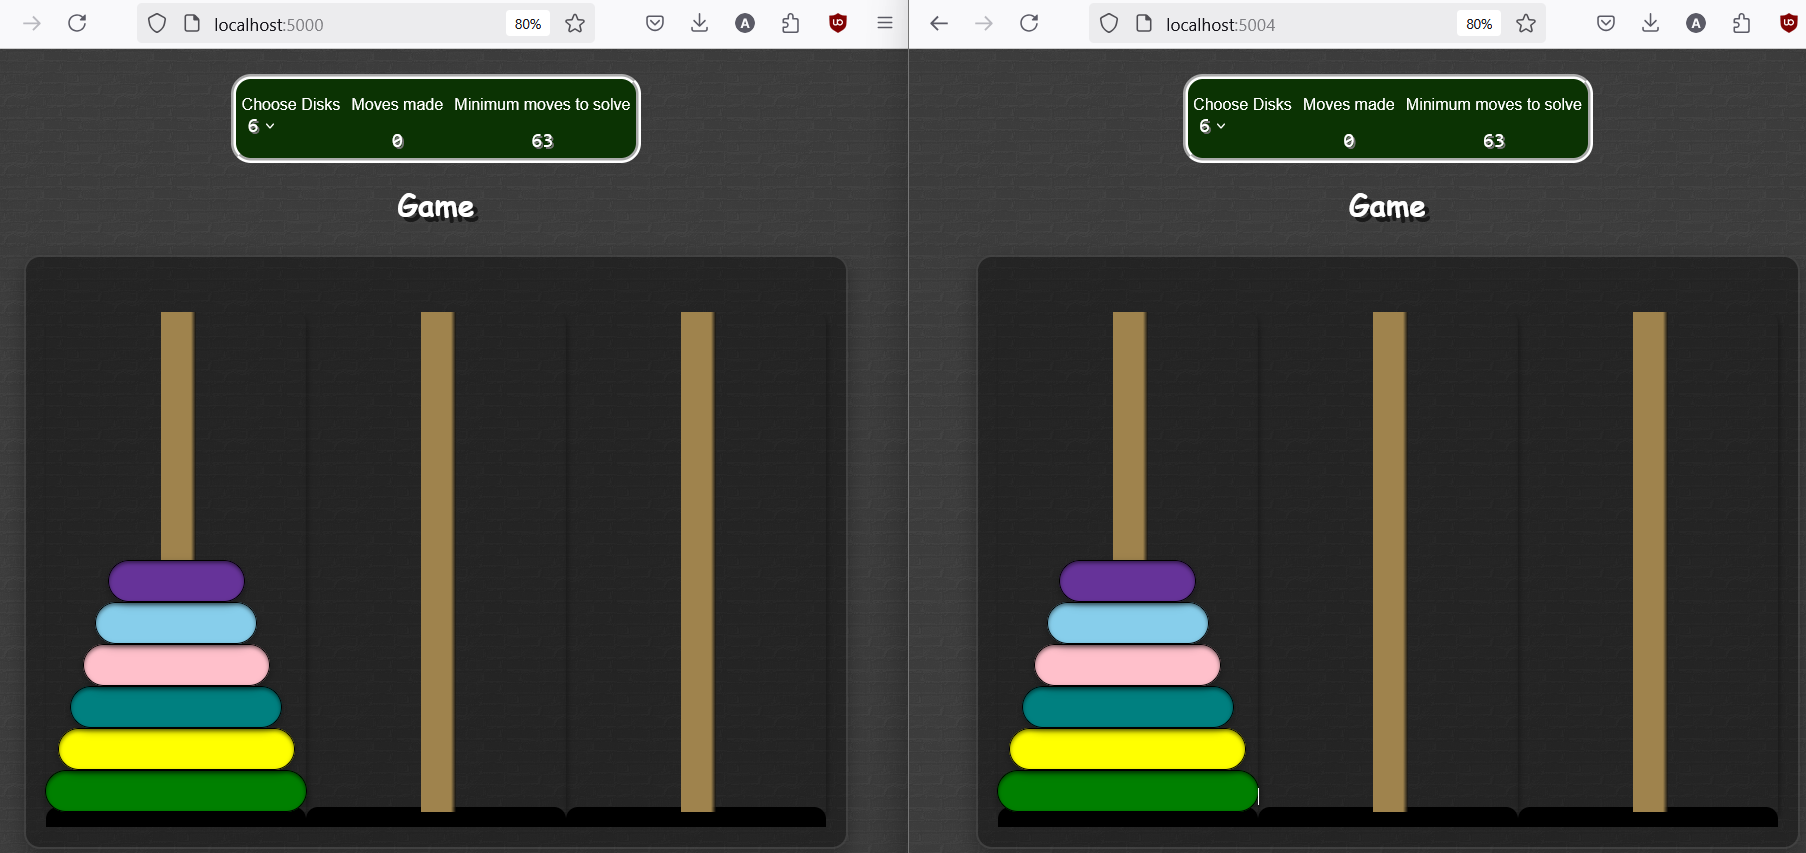 localhost:5000
80%
A
Choose Disks Moves made Minimum moves to solve
6
0 63
Game
localhost:5004
80%
A
Choose Disks Moves made Minimum moves to solve
6
0 63
Game